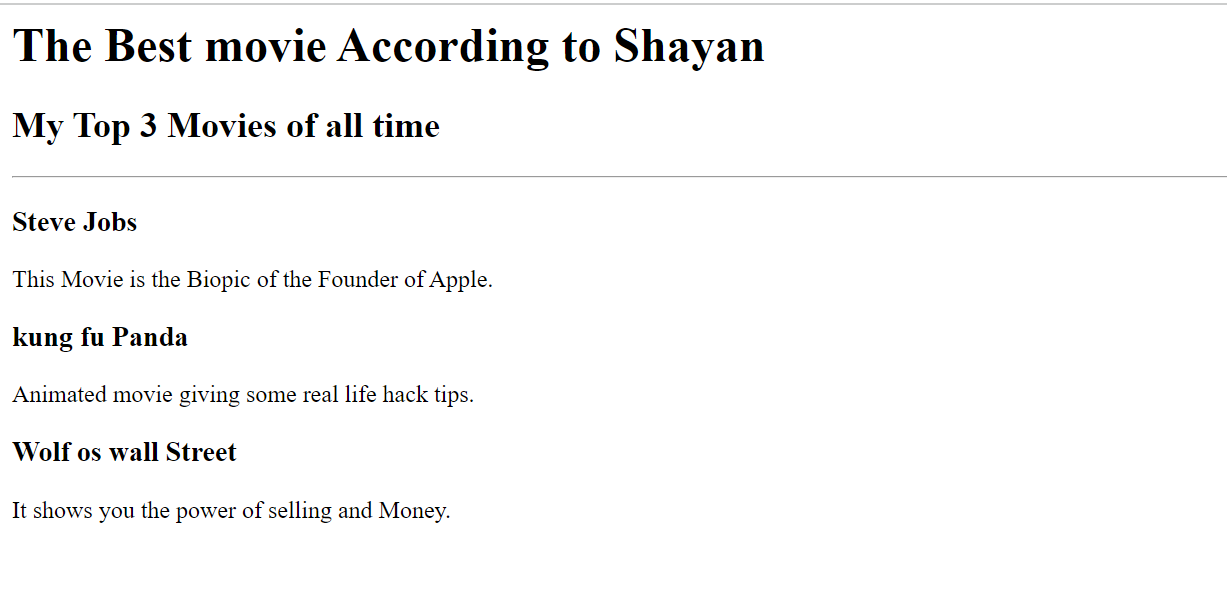 The Best movie According to Shayan
My Top 3 Movies of all time
Steve Jobs
This Movie is the Biopic of the Founder of Apple.
kung fu Panda
Animated movie giving some real life hack tips.
Wolf os wall Street
It shows you the power of selling and Money.